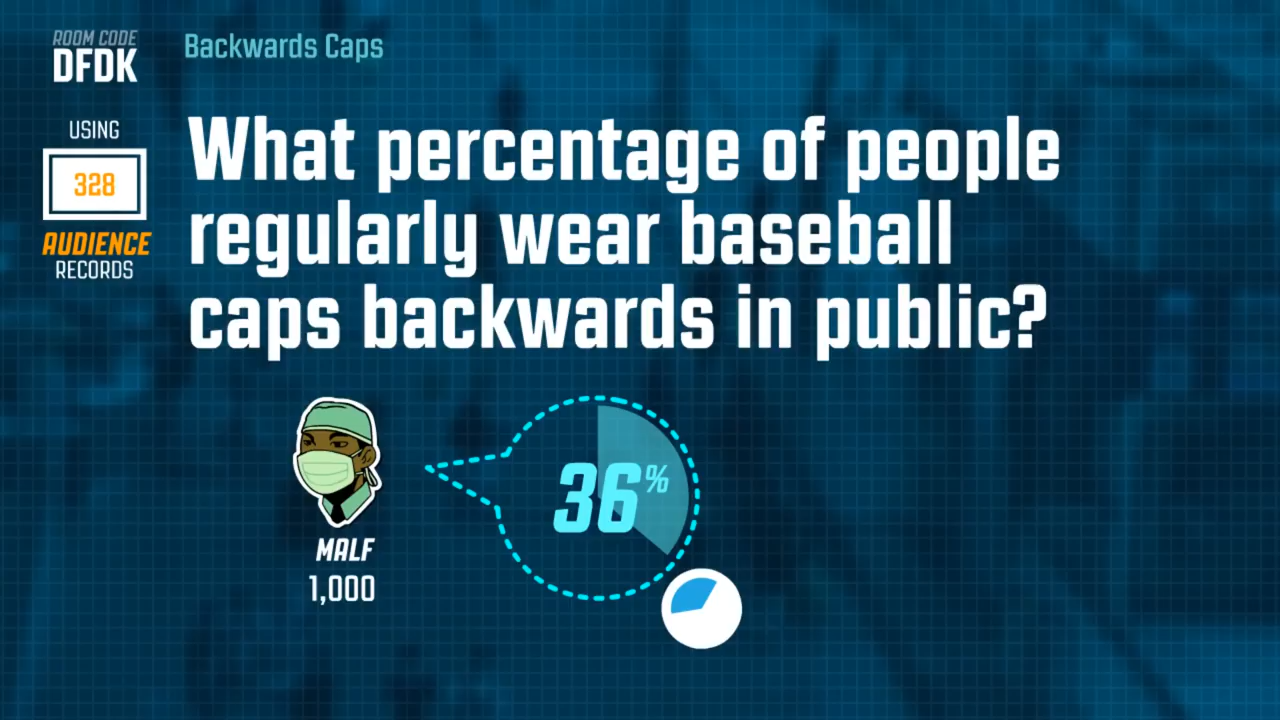 ROOM CODE
DFDK
Backwards Caps
USING
328
AUDIENCE
RECORDS
What percentage of people
regularly wear baseball
caps backwards in public?
36%
MALF
1,000